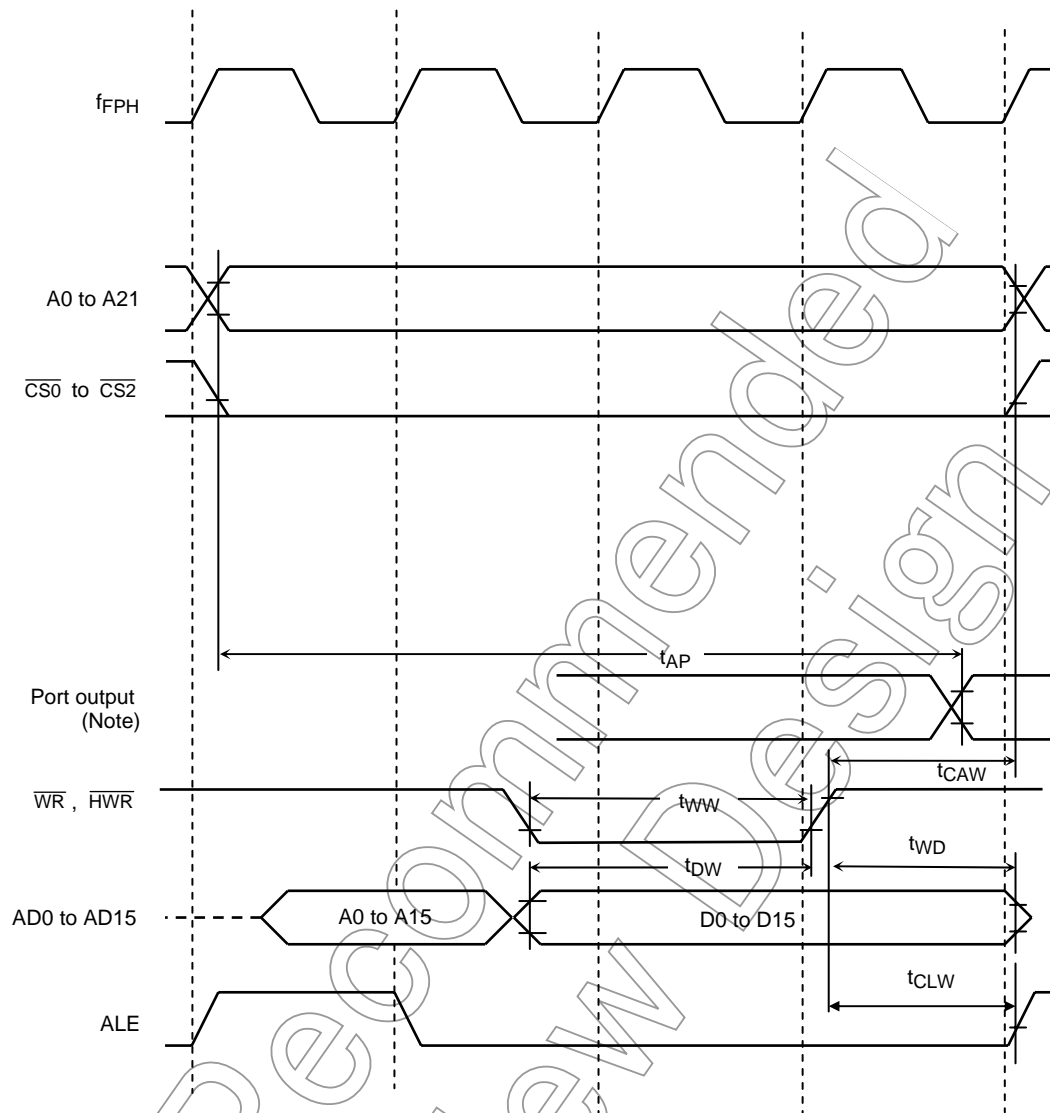 fFPH
A0 to A21
CS0 to CS2
tAP
Port output
(Note)
tCAW
WR , HWR
tWW
tWD
tDW
AD0 to AD15
A0 to A15
D0 to D15
tCLW
ALE
Recommended
New Design